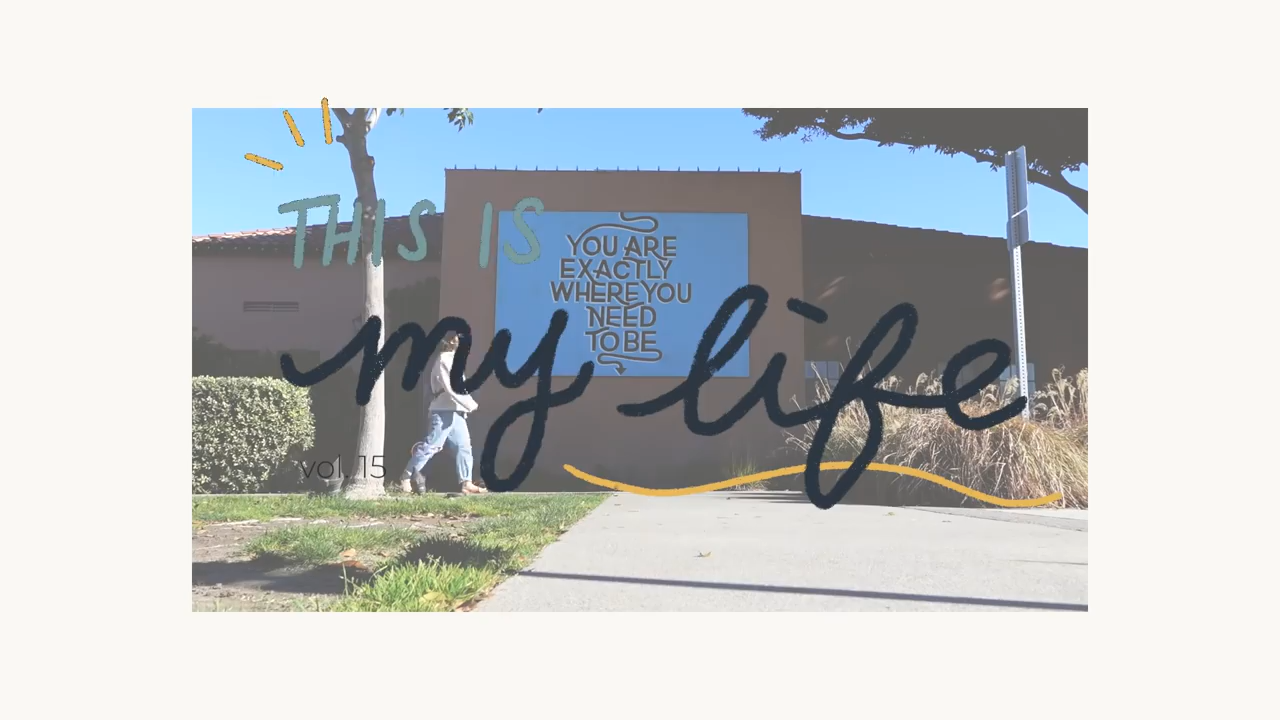 THIS IS
YOU ARE
EXACTLY
WHERE YOU
NEED
TO BE
my life
vol. 15